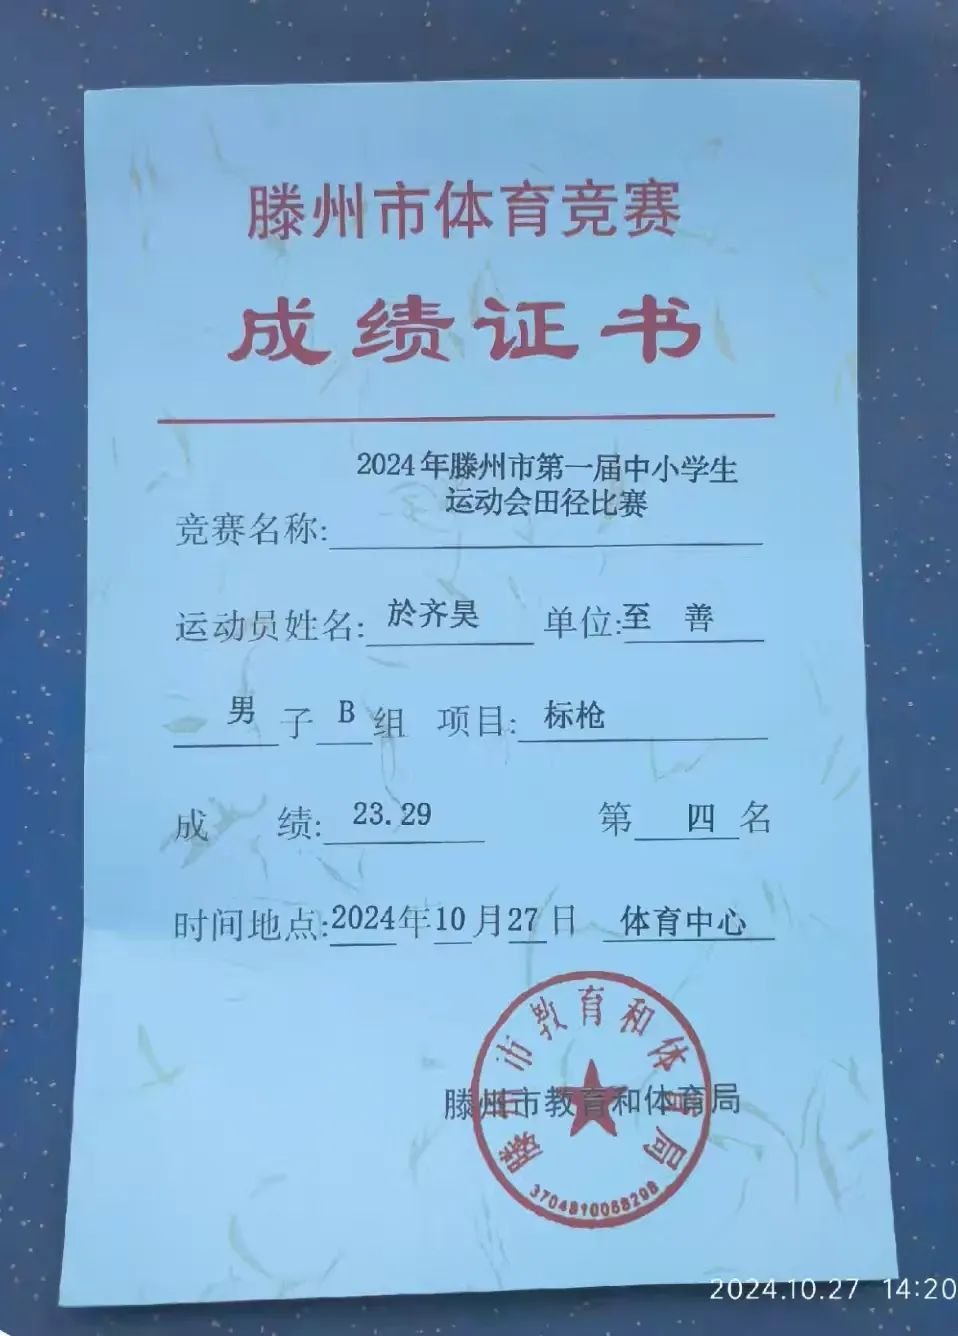 滕州市体育竞赛
成绩证书
2024年滕州市第一届中小学生
运动会田径比赛
竞赛名称:
运动员姓名: 於齐昊 单位:至 善
男子B组 项目: 标枪
成 绩: 23.29 第 四 名
时间地点:2024年10月27日 体育中心
滕州市教育和体育局
滕州市教育和体育局
2024.10.27 14:20